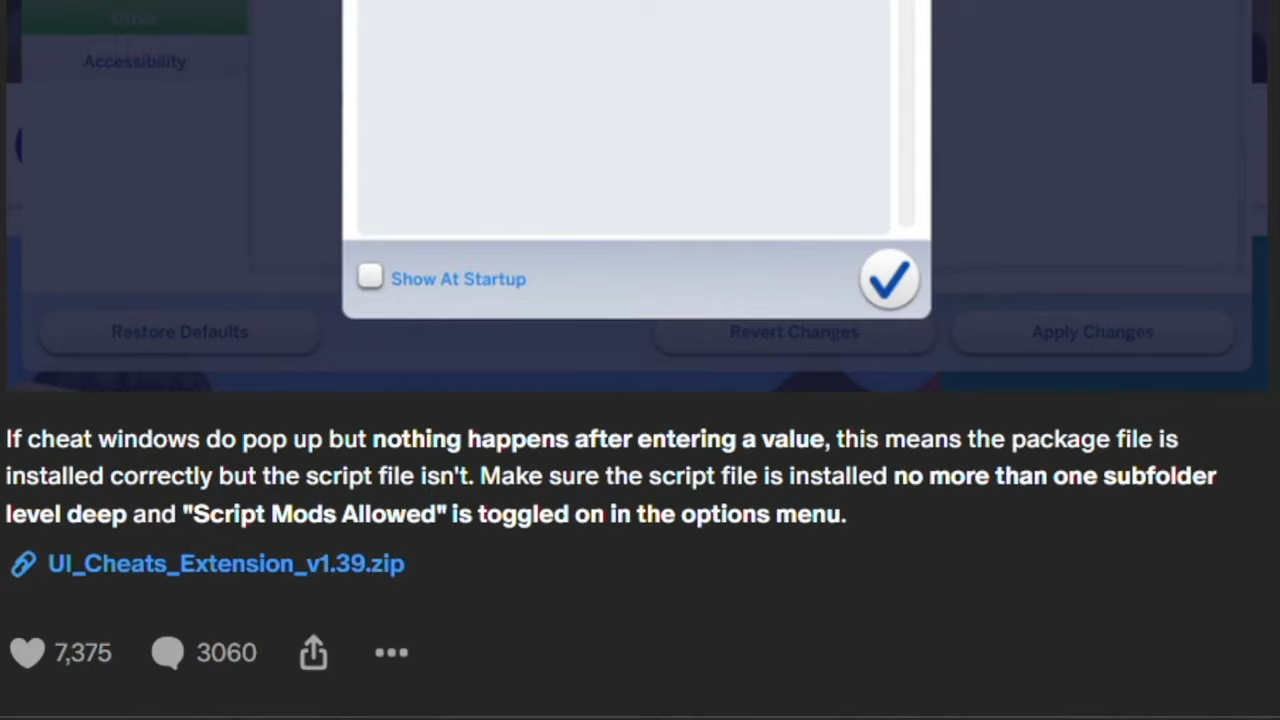 Other
Accessibility
Show At Startup
Restore Defaults
Revert Changes
Apply Changes
If cheat windows do pop up but nothing happens after entering a value, this means the package file is
installed correctly but the script file isn't. Make sure the script file is installed no more than one subfolder
level deep and "Script Mods Allowed" is toggled on in the options menu.
UI_Cheats_Extension_v1.39.zip
7,375
3060